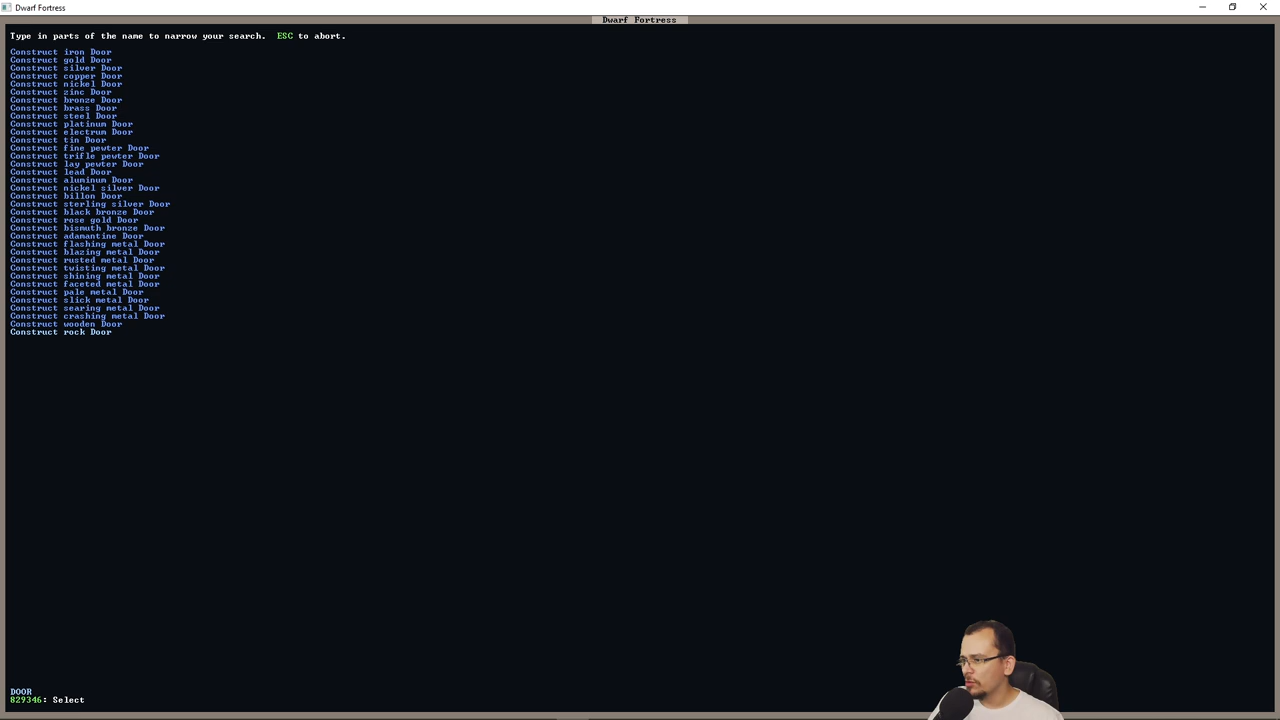 Dwarf Fortress
Dwarf Fortress
Type in parts of the name to narrow your search.  ESC to abort.
Construct iron Door
Construct gold Door
Construct silver Door
Construct copper Door
Construct nickel Door
Construct zinc Door
Construct bronze Door
Construct brass Door
Construct steel Door
Construct platinum Door
Construct electrum Door
Construct tin Door
Construct fine pewter Door
Construct trifle pewter Door
Construct lay pewter Door
Construct lead Door
Construct aluminum Door
Construct nickel silver Door
Construct billon Door
Construct sterling silver Door
Construct black bronze Door
Construct rose gold Door
Construct bismuth bronze Door
Construct adamantine Door
Construct flashing metal Door
Construct blazing metal Door
Construct rusted metal Door
Construct twisting metal Door
Construct shining metal Door
Construct faceted metal Door
Construct pale metal Door
Construct slick metal Door
Construct searing metal Door
Construct crashing metal Door
Construct wooden Door
Construct rock Door
DOOR
829346: Select